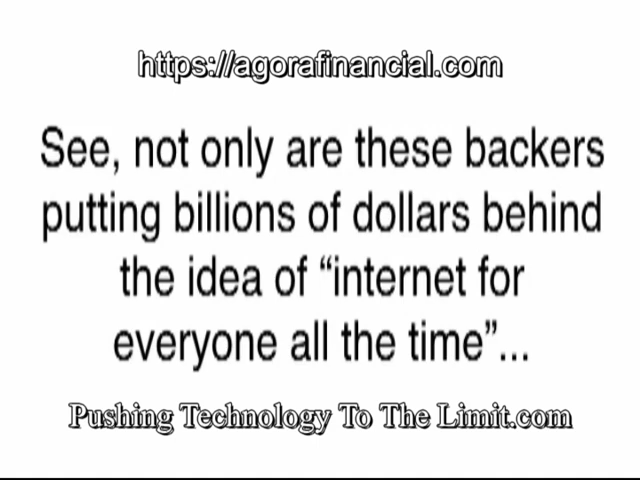 https://agorafinancial.com
See, not only are these backers
putting billions of dollars behind
the idea of “internet for
everyone all the time”...
Pushing Technology To The Limit.com